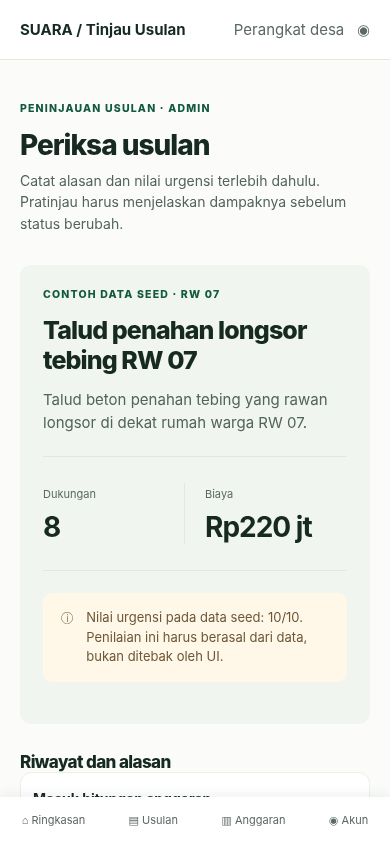 SUARA / Tinjau Usulan
Perangkat desa ◉
PENINJAUAN USULAN · ADMIN
Periksa usulan
Catat alasan dan nilai urgensi terlebih dahulu.
Pratinjau harus menjelaskan dampaknya sebelum
status berubah.
CONTOH DATA SEED · RW 07
Talud penahan longsor
tebing RW 07
Talud beton penahan tebing yang rawan
longsor di dekat rumah warga RW 07.
Dukungan
8
Biaya
Rp220 jt
ⓘ Nilai urgensi pada data seed: 10/10.
Penilaian ini harus berasal dari data,
bukan ditebak oleh UI.
Riwayat dan alasan
⌂ Ringkasan
▤ Usulan
▥ Anggaran
◉ Akun